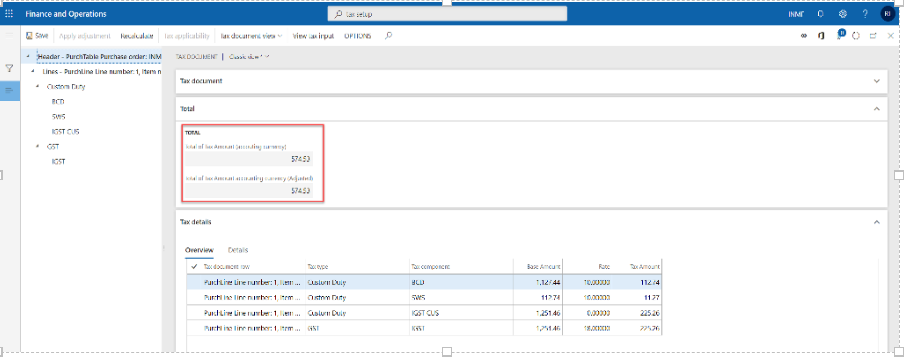 Finance and Operations
tax setup
INMF
RJ
Save
Apply adjustment
Recalculate
Tax applicability
Tax document view
View tax input
OPTIONS
Header - PurchTable Purchase order: INM
Lines - PurchLine Line number: 1, Item n
Custom Duty
BCD
SWS
IGST CUS
GST
IGST
TAX DOCUMENT | Classic view *
Tax document
Total
TOTAL
Total of Tax Amount (accounting currency)
574.53
Total of Tax Amount accounting currency (Adjusted)
574.53
Tax details
Overview
Details
Tax document row Tax type Tax component Base Amount Rate Tax Amount
PurchLine Line number: 1, Item ... Custom Duty BCD 1,127.44 10.00000 112.74
PurchLine Line number: 1, Item ... Custom Duty SWS 112.74 10.00000 11.27
PurchLine Line number: 1, Item ... Custom Duty IGST CUS 1,251.46 0.00000 225.26
PurchLine Line number: 1, Item ... GST IGST 1,251.46 18.00000 225.26